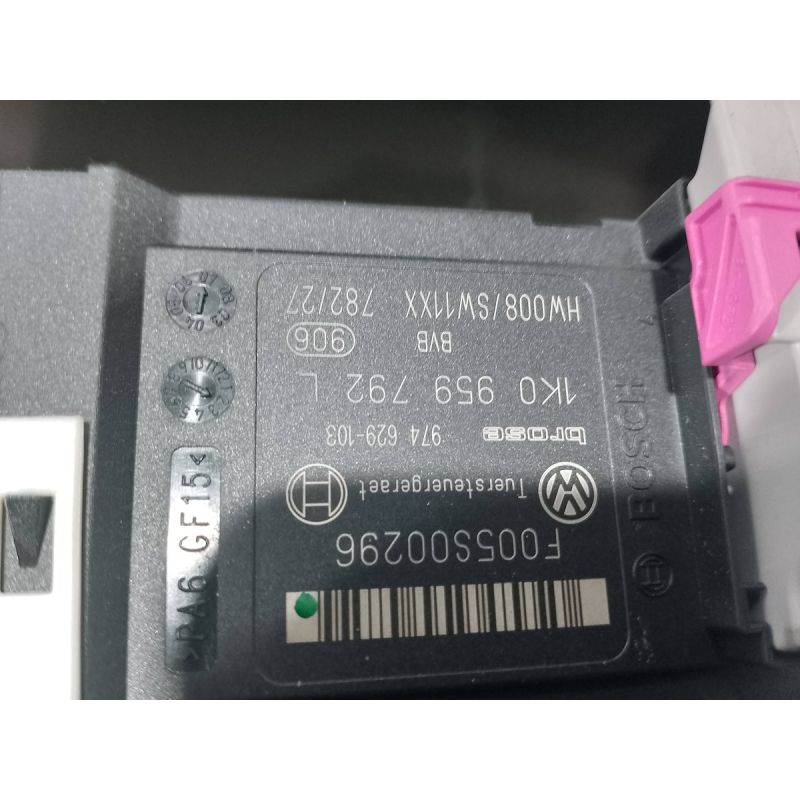 F005S00296
Tuersteuergeraet
brose 974 629-103
1K0 959 792 L
BVB 906
HW008/SW11XX 782/27
BOSCH
>PA6 GF15<